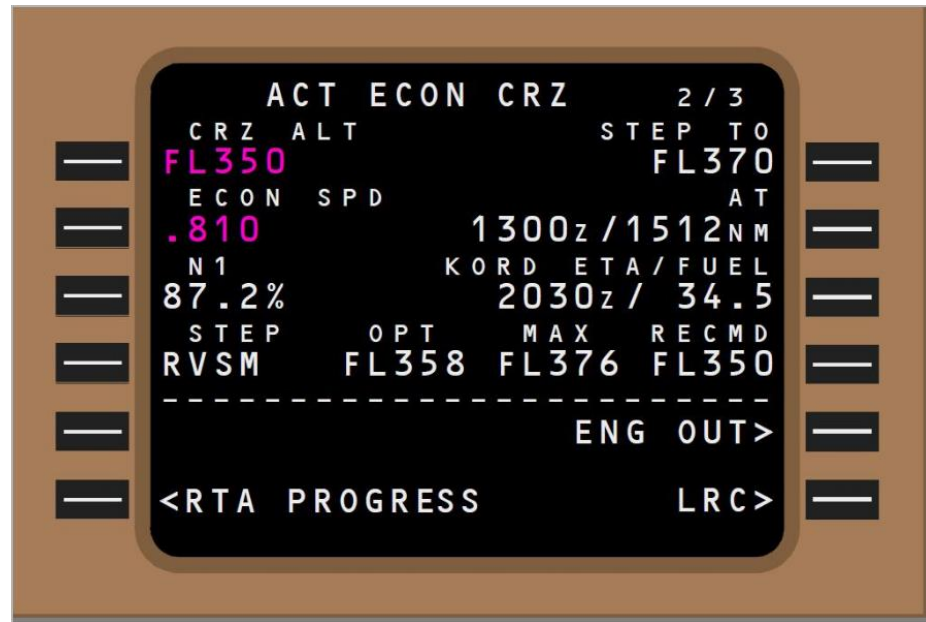 ACT ECON CRZ 2/3
CRZ ALT STEP TO
FL350 FL370
ECON SPD AT
.810 1300z/1512NM
N1 KORD ETA/FUEL
87.2% 2030z/ 34.5
STEP OPT MAX RECMD
RVSM FL358 FL376 FL350
------------------------
ENG OUT>
<RTA PROGRESS LRC>